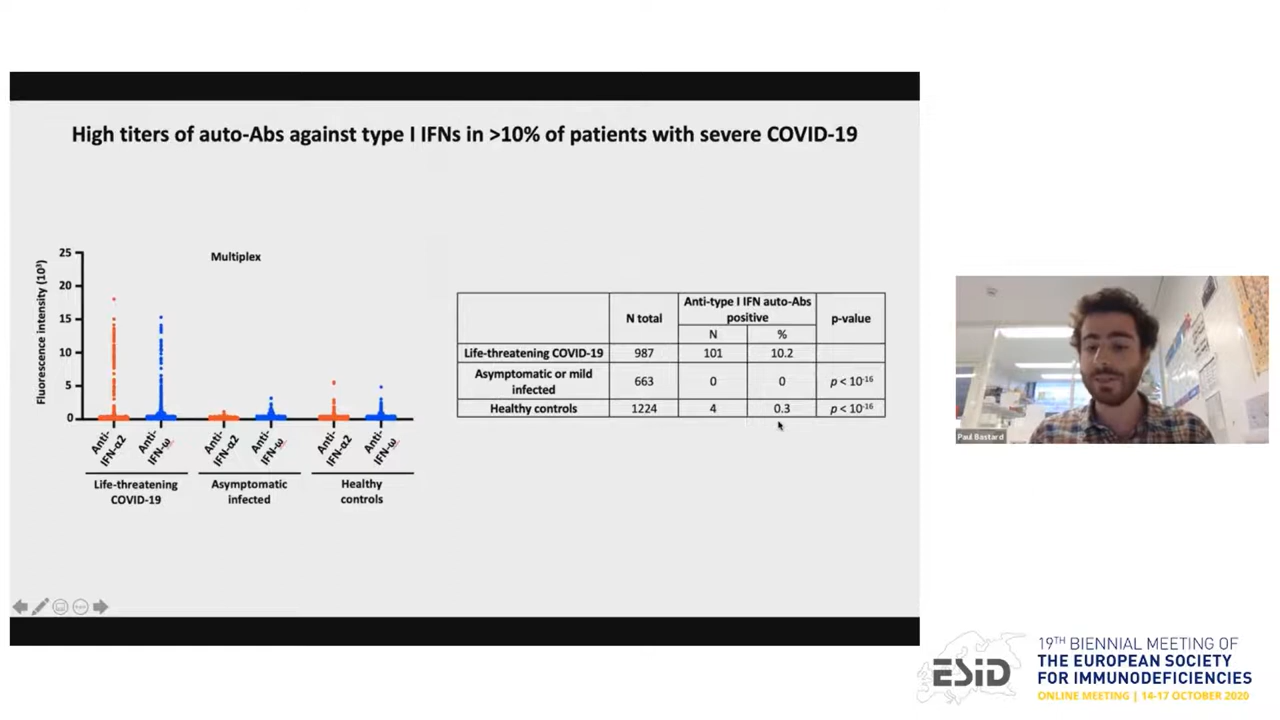 High titers of auto-Abs against type I IFNs in >10% of patients with severe COVID-19
Multiplex
Fluorescence intensity (10³)
25
20
15
10
5
0
Anti-
IFN-α2
Anti-
IFN-ω
Anti-
IFN-α2
Anti-
IFN-ω
Anti-
IFN-α2
Anti-
IFN-ω
Life-threatening
COVID-19
Asymptomatic
infected
Healthy
controls
N total
Anti-type I IFN auto-Abs
positive
p-value
N
%
Life-threatening COVID-19 987 101 10.2
Asymptomatic or mild
infected
663 0 0 p < 10⁻¹⁶
Healthy controls 1224 4 0.3 p < 10⁻¹⁶
Paul Bastard
ESID
19TH BIENNIAL MEETING OF
THE EUROPEAN SOCIETY
FOR IMMUNODEFICIENCIES
ONLINE MEETING | 14-17 OCTOBER 2020